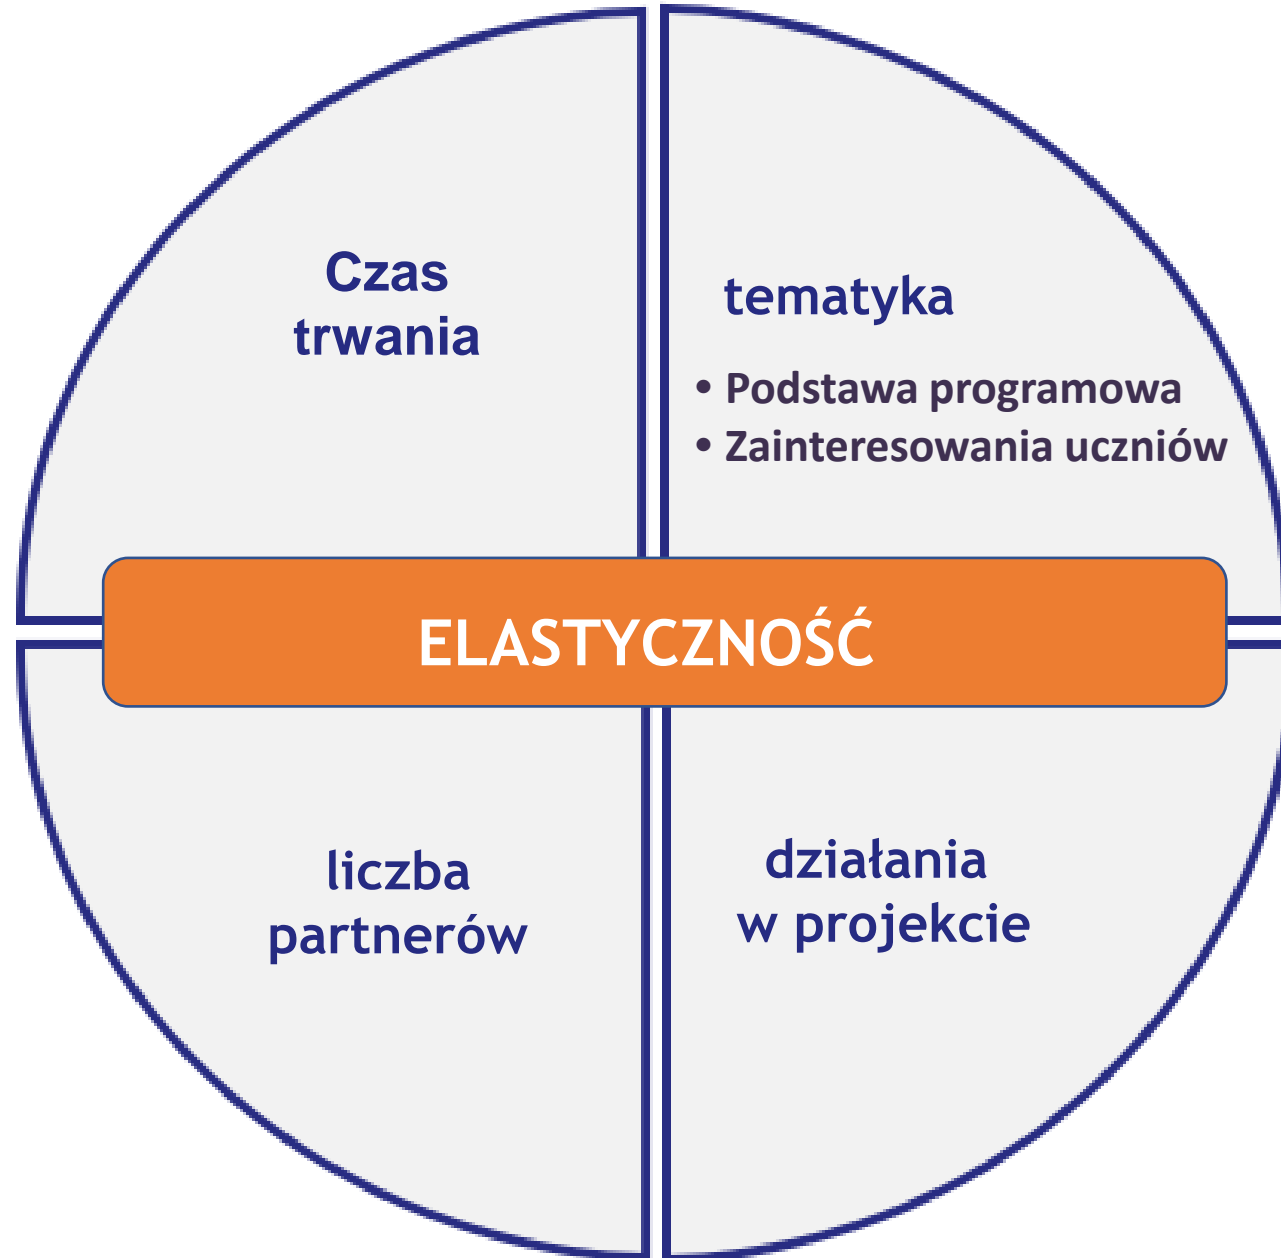 Czas
trwania
tematyka
• Podstawa programowa
• Zainteresowania uczniów
ELASTYCZNOŚĆ
liczba
partnerów
działania
w projekcie